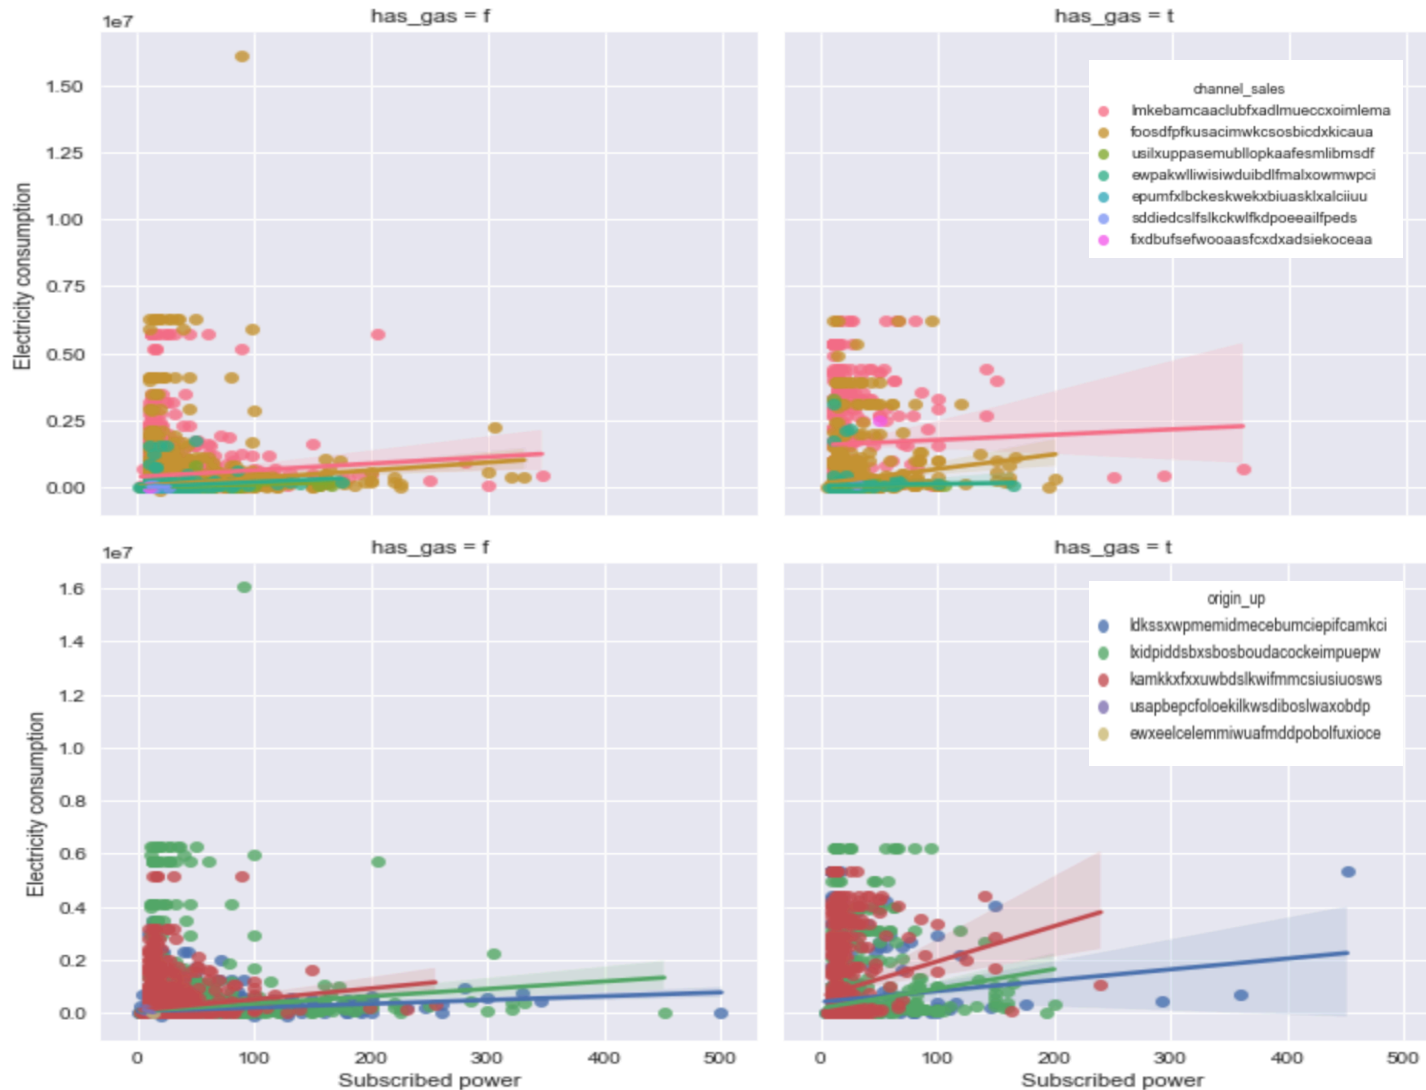 has_gas = f
has_gas = t
1e7
1.50
1.25
1.00
0.75
0.50
0.25
0.00
Electricity consumption
channel_sales
lmkebamcaaclubfxadlmueccxoimlema
foosdfpfkusacimwkcsosbicdxkicaua
usilxuppasemubllopkaafesmlibmsdf
ewpakwlliwisiwduibdlfmalxowmwpci
epumfxlbckeskwekxbiuasklxalciiuu
sddiedcslfslkckwlfkdpoeeailfpeds
fixdbufsefwooaasfcxdxadsiekoceaa
has_gas = f
has_gas = t
1e7
1.6
1.4
1.2
1.0
0.8
0.6
0.4
0.2
0.0
Electricity consumption
origin_up
ldkssxwpmemidmecebumciepifcamkci
lxidpiddsbxsbosboudacockeimpuepw
kamkkxfxxuwbdslkwifmmcsiusiuosws
usapbepcfoloekilkwsdiboslwaxobdp
ewxeelcelemmiwuafmddpobolfuxioce
0 100 200 300 400 500
0 100 200 300 400 500
Subscribed power
Subscribed power